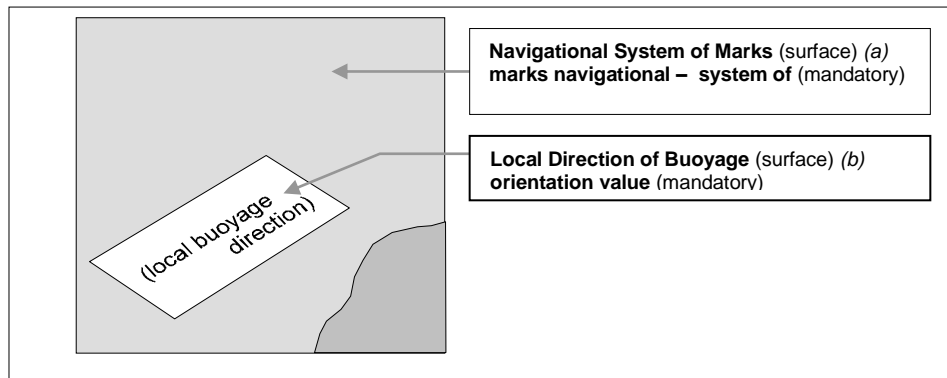 Navigational System of Marks (surface) (a)
marks navigational – system of (mandatory)
Local Direction of Buoyage (surface) (b)
orientation value (mandatory)
(local buoyage
direction)